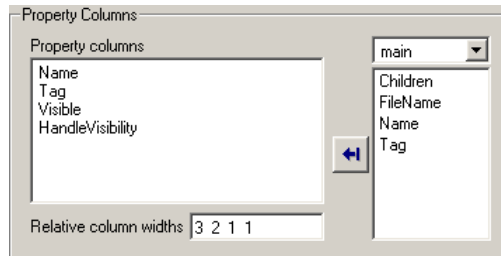 Property Columns
Property columns
Name
Tag
Visible
HandleVisibility
Relative column widths 3 2 1 1
main
Children
FileName
Name
Tag